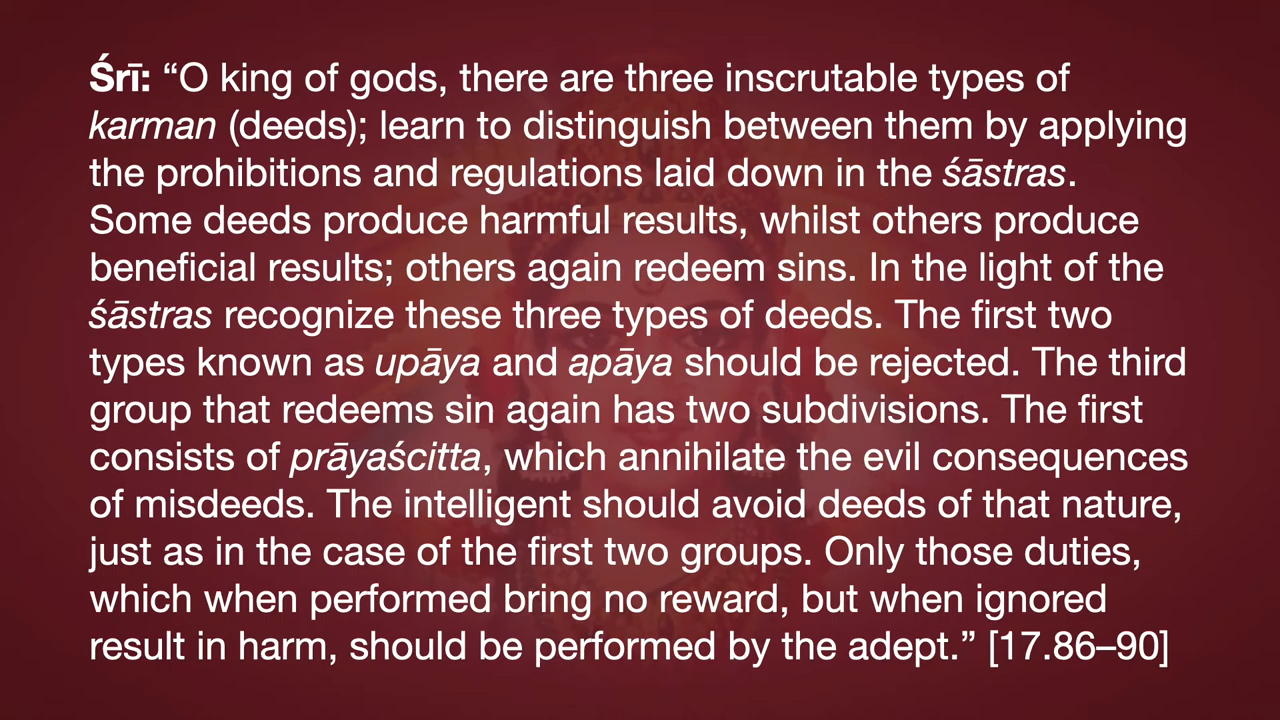 Śrī: “O king of gods, there are three inscrutable types of
karman (deeds); learn to distinguish between them by applying
the prohibitions and regulations laid down in the śāstras.
Some deeds produce harmful results, whilst others produce
beneficial results; others again redeem sins. In the light of the
śāstras recognize these three types of deeds. The first two
types known as upāya and apāya should be rejected. The third
group that redeems sin again has two subdivisions. The first
consists of prāyaścitta, which annihilate the evil consequences
of misdeeds. The intelligent should avoid deeds of that nature,
just as in the case of the first two groups. Only those duties,
which when performed bring no reward, but when ignored
result in harm, should be performed by the adept.” [17.86–90]